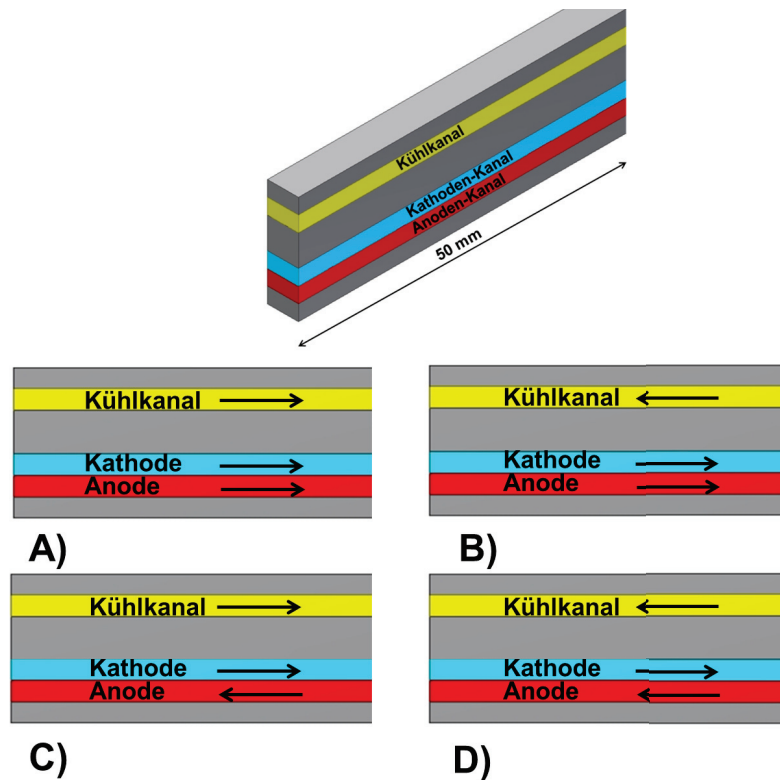 Kühlkanal
Kathoden-Kanal
Anoden-Kanal
50 mm
Kühlkanal
Kathode
Anode
A)
Kühlkanal
Kathode
Anode
B)
Kühlkanal
Kathode
Anode
C)
Kühlkanal
Kathode
Anode
D)